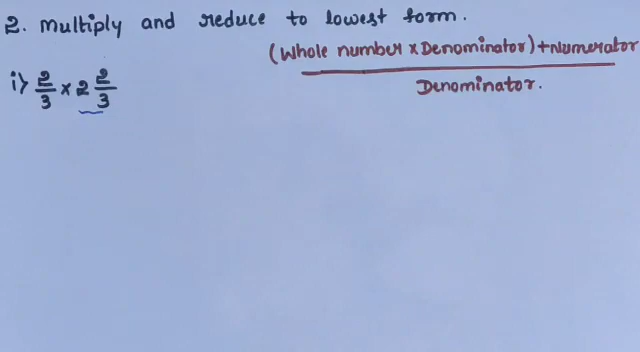 2. Multiply and reduce to lowest form.
(Whole number x Denominator) + Numerator
Denominator.
i) 2/3 x 2 2/3